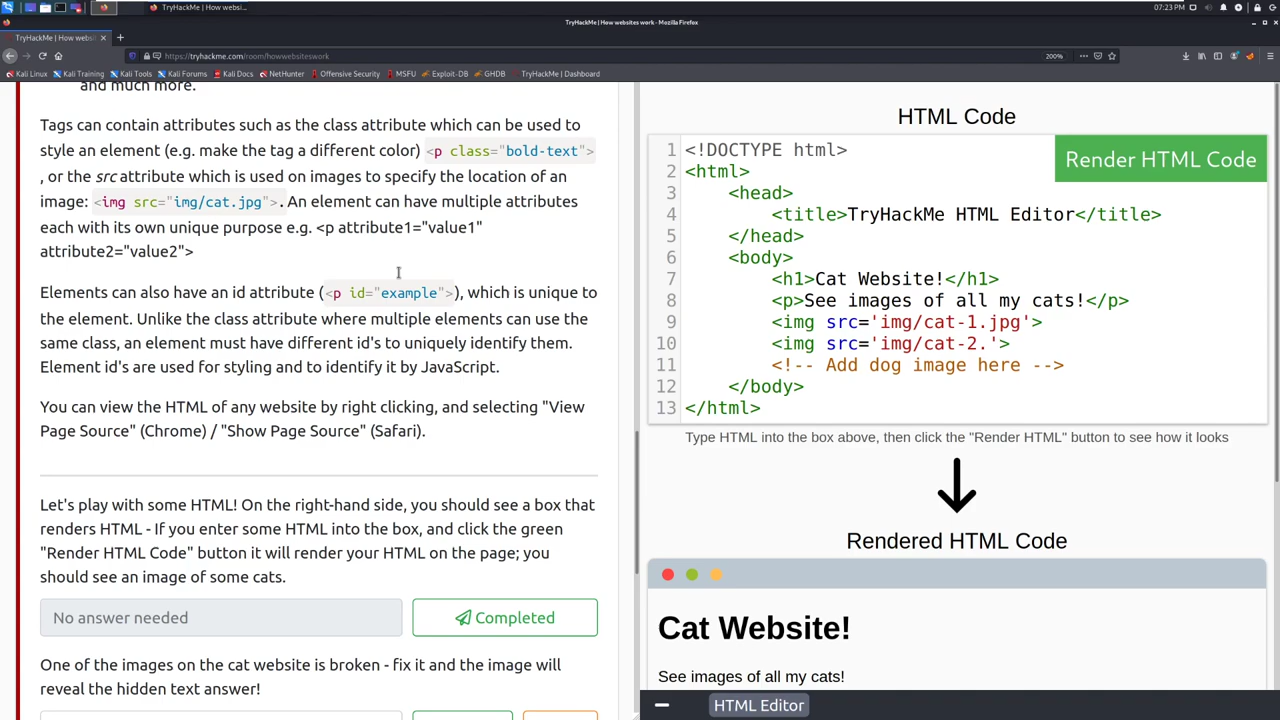 TryHackMe | How websi...
07:23 PM
TryHackMe | How websites work - Mozilla Firefox
TryHackMe | How websi
https://tryhackme.com/room/howwebsiteswork
200%
Kali Linux
Kali Training
Kali Tools
Kali Forums
Kali Docs
NetHunter
Offensive Security
MSFU
Exploit-DB
GHDB
TryHackMe | Dashboard
and much more.
Tags can contain attributes such as the class attribute which can be used to
style an element (e.g. make the tag a different color) <p class="bold-text">
, or the src attribute which is used on images to specify the location of an
image: <img src="img/cat.jpg">. An element can have multiple attributes
each with its own unique purpose e.g. <p attribute1="value1"
attribute2="value2">
Elements can also have an id attribute (<p id="example">), which is unique to
the element. Unlike the class attribute where multiple elements can use the
same class, an element must have different id's to uniquely identify them.
Element id's are used for styling and to identify it by JavaScript.
You can view the HTML of any website by right clicking, and selecting "View
Page Source" (Chrome) / "Show Page Source" (Safari).
Let's play with some HTML! On the right-hand side, you should see a box that
renders HTML - If you enter some HTML into the box, and click the green
"Render HTML Code" button it will render your HTML on the page; you
should see an image of some cats.
No answer needed
Completed
One of the images on the cat website is broken - fix it and the image will
reveal the hidden text answer!
HTML Code
Render HTML Code
1 <!DOCTYPE html>
2 <html>
3 <head>
4 <title>TryHackMe HTML Editor</title>
5 </head>
6 <body>
7 <h1>Cat Website!</h1>
8 <p>See images of all my cats!</p>
9 <img src='img/cat-1.jpg'>
10 <img src='img/cat-2.'>
11 <!-- Add dog image here -->
12 </body>
13 </html>
Type HTML into the box above, then click the "Render HTML" button to see how it looks
Rendered HTML Code
Cat Website!
See images of all my cats!
HTML Editor